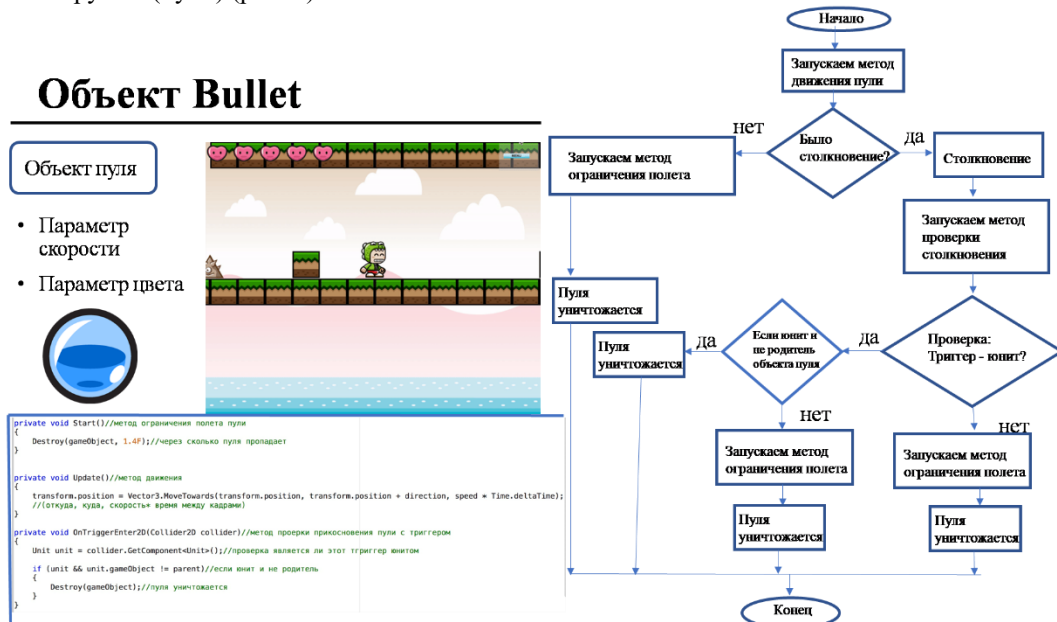 Объект Bullet
Объект пуля
• Параметр
скорости
• Параметр цвета
private void Start()//метод ограничения полета пули
{
Destroy(gameObject, 1.4F);//через сколько пуля пропадает
}
private void Update()//метод движения
{
transform.position = Vector3.MoveTowards(transform.position, transform.position + direction, speed * Time.deltaTime);
//(откуда, куда, скорость* время между кадрами)
}
private void OnTriggerEnter2D(Collider2D collider)//метод проерки прикосновения пули с триггером
{
Unit unit = collider.GetComponent<Unit>();//проверка является ли этот тгриггер юнитом
if (unit && unit.gameObject != parent)//если юнит и не родитель
{
Destroy(gameObject);//пуля уничтожается
}
}
Начало
Запускаем метод
движения пули
Было
столкновение?
нет
да
Запускаем метод
ограничения полета
Столкновение
Запускаем метод
проверки
столкновения
Пуля
уничтожается
Проверка:
Триггер - юнит?
да
Если юнит и
не родитель
объекта пуля
да
Пуля
уничтожается
нет
нет
Запускаем метод
ограничения полета
Запускаем метод
ограничения полета
Пуля
уничтожается
Пуля
уничтожается
Конец